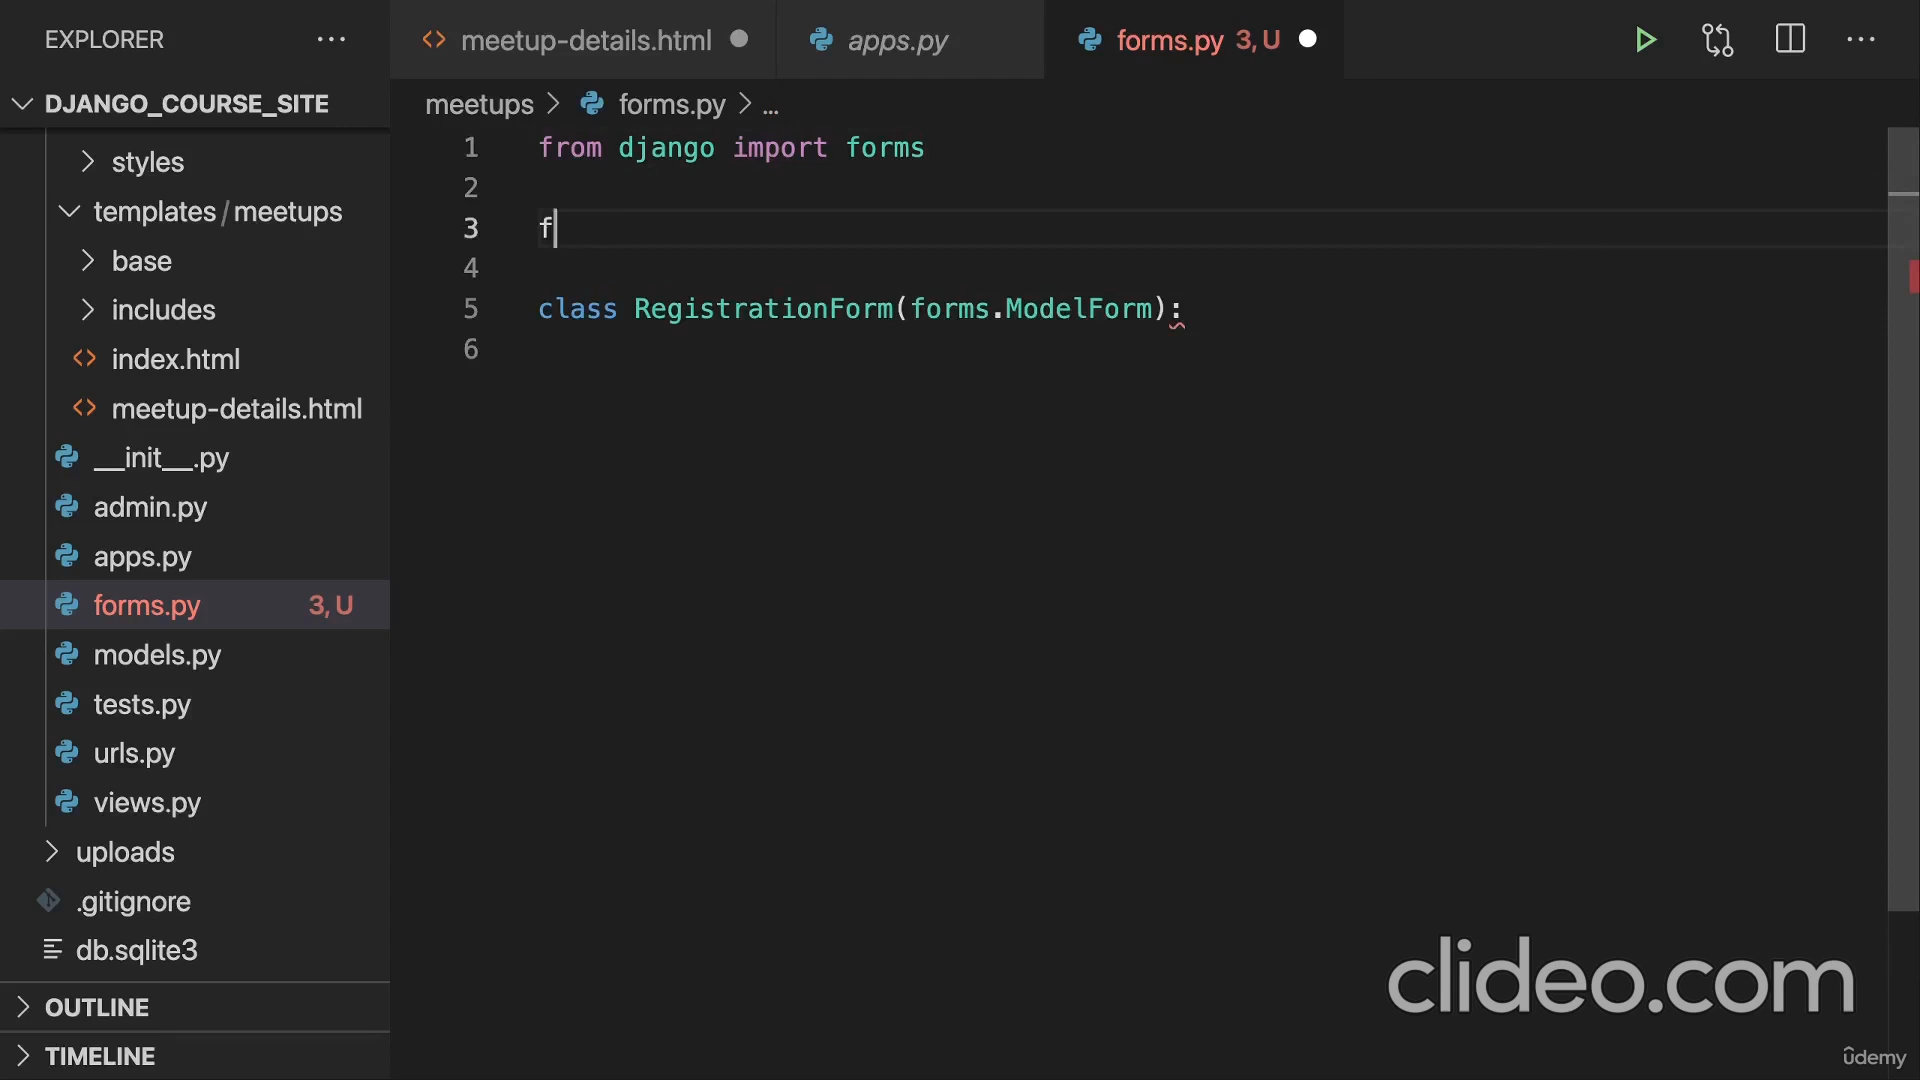 EXPLORER
DJANGO_COURSE_SITE
styles
templates/meetups
base
includes
index.html
meetup-details.html
__init__.py
admin.py
apps.py
forms.py 3, U
models.py
tests.py
urls.py
views.py
uploads
.gitignore
db.sqlite3
OUTLINE
TIMELINE
meetup-details.html apps.py forms.py 3, U
meetups > forms.py > ...
1 from django import forms
2
3 f
4
5 class RegistrationForm(forms.ModelForm):
6
clideo.com
ûdemy